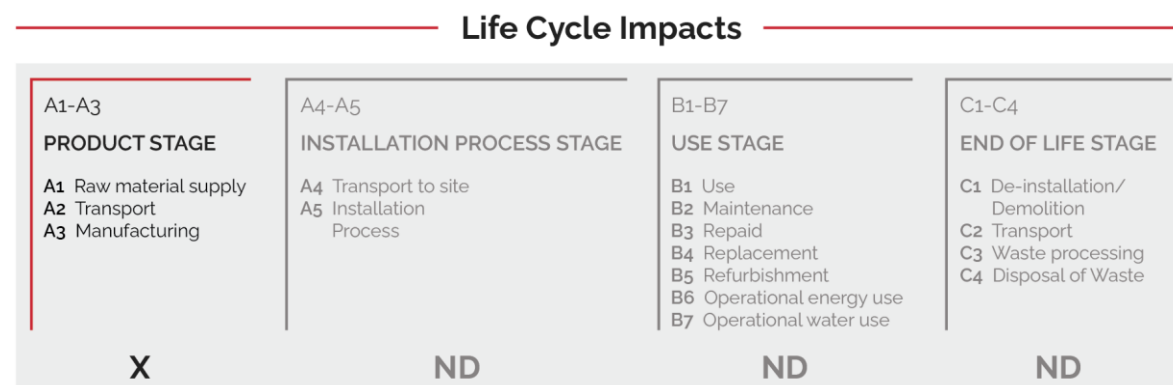 Life Cycle Impacts
A1-A3
PRODUCT STAGE
A1 Raw material supply
A2 Transport
A3 Manufacturing
X
A4-A5
INSTALLATION PROCESS STAGE
A4 Transport to site
A5 Installation
Process
ND
B1-B7
USE STAGE
B1 Use
B2 Maintenance
B3 Repaid
B4 Replacement
B5 Refurbishment
B6 Operational energy use
B7 Operational water use
ND
C1-C4
END OF LIFE STAGE
C1 De-installation/
Demolition
C2 Transport
C3 Waste processing
C4 Disposal of Waste
ND